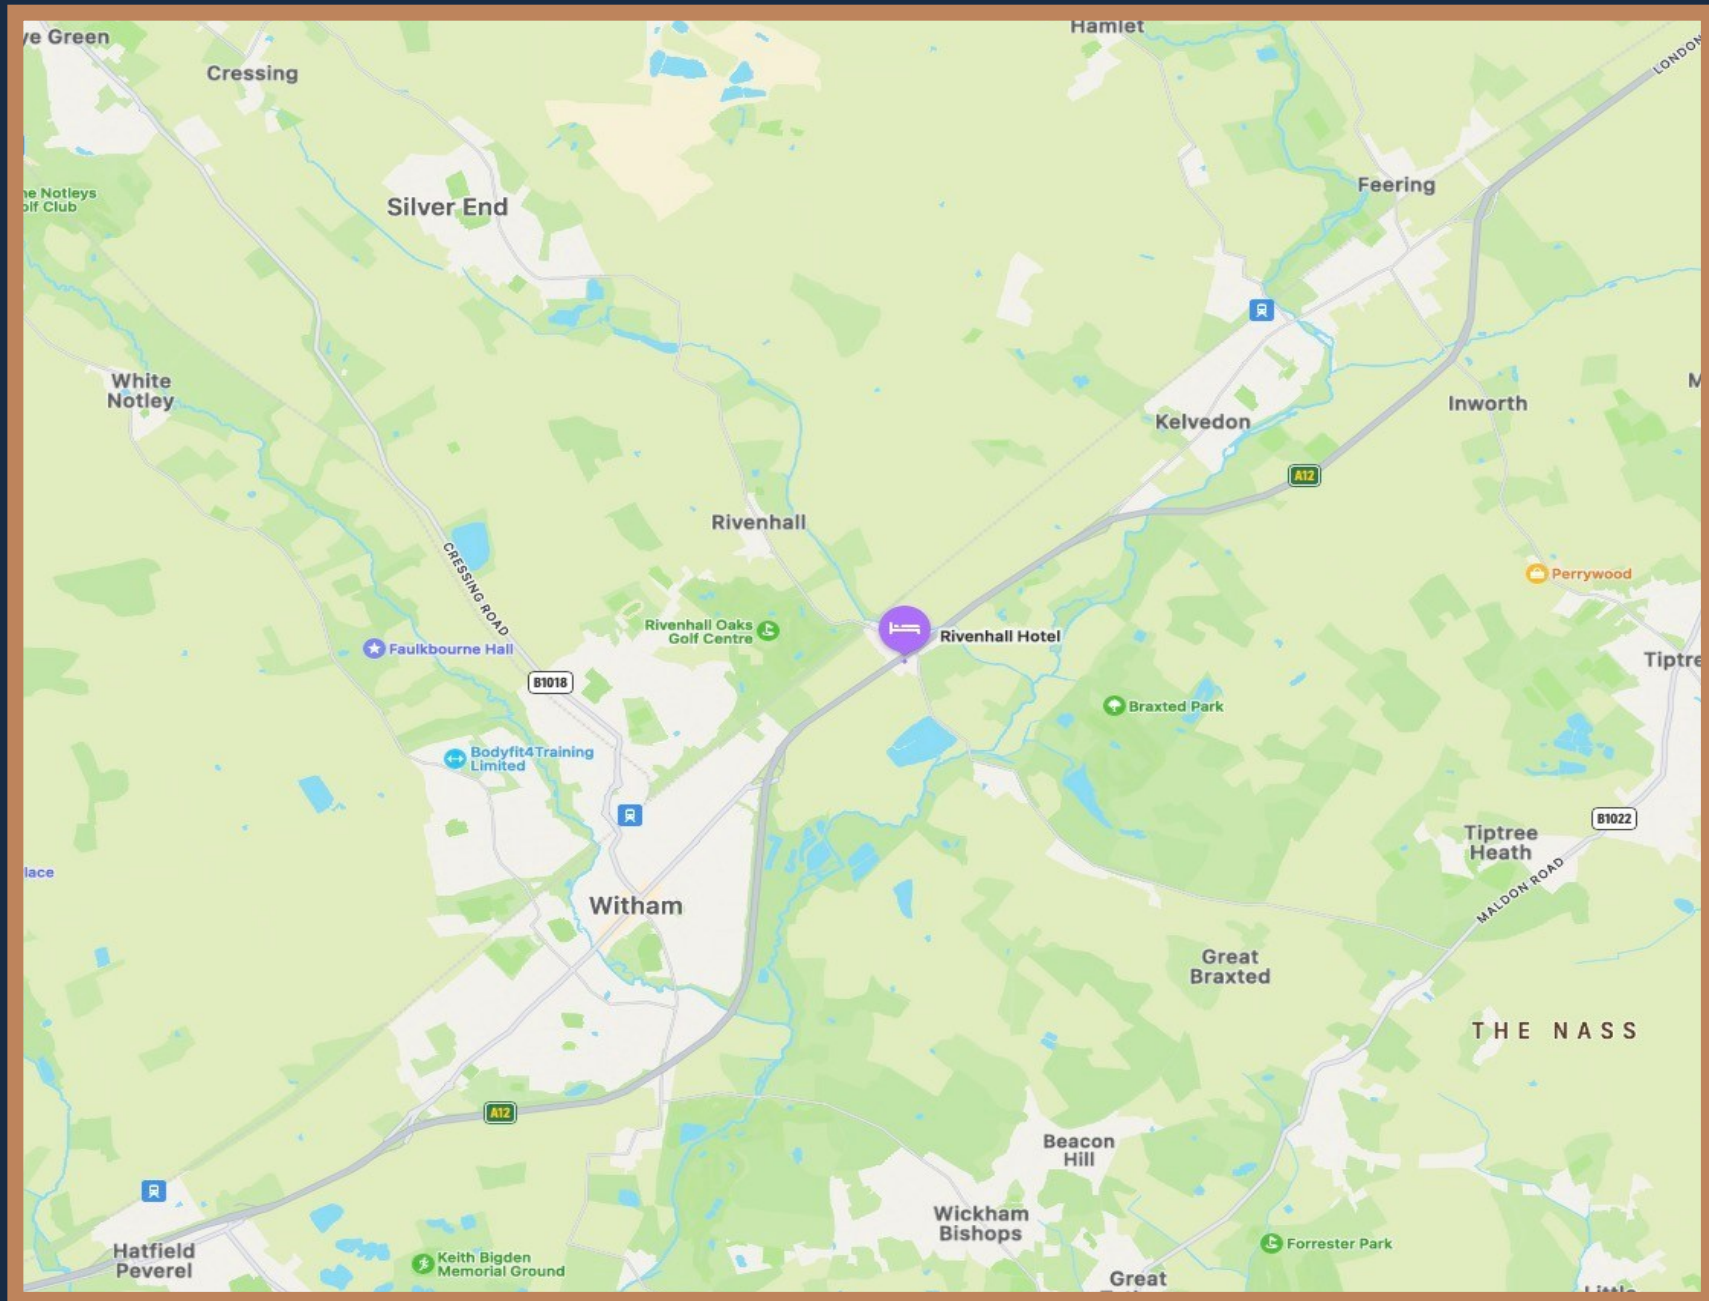 ye Green
Hamlet
LONDON
Cressing
Feering
he Notleys
olf Club
Silver End
White
Notley
Inworth
Kelvedon
A12
Rivenhall
CRESSING ROAD
Perrywood
Rivenhall Oaks
Golf Centre
Rivenhall Hotel
Faulkbourne Hall
Tiptre
B1018
Braxted Park
Bodyfit4Training
Limited
B1022
Tiptree
Heath
lace
MALDON ROAD
Witham
Great
Braxted
THE NASS
A12
Beacon
Hill
Wickham
Bishops
Forrester Park
Hatfield
Peverel
Keith Bigden
Memorial Ground
Great